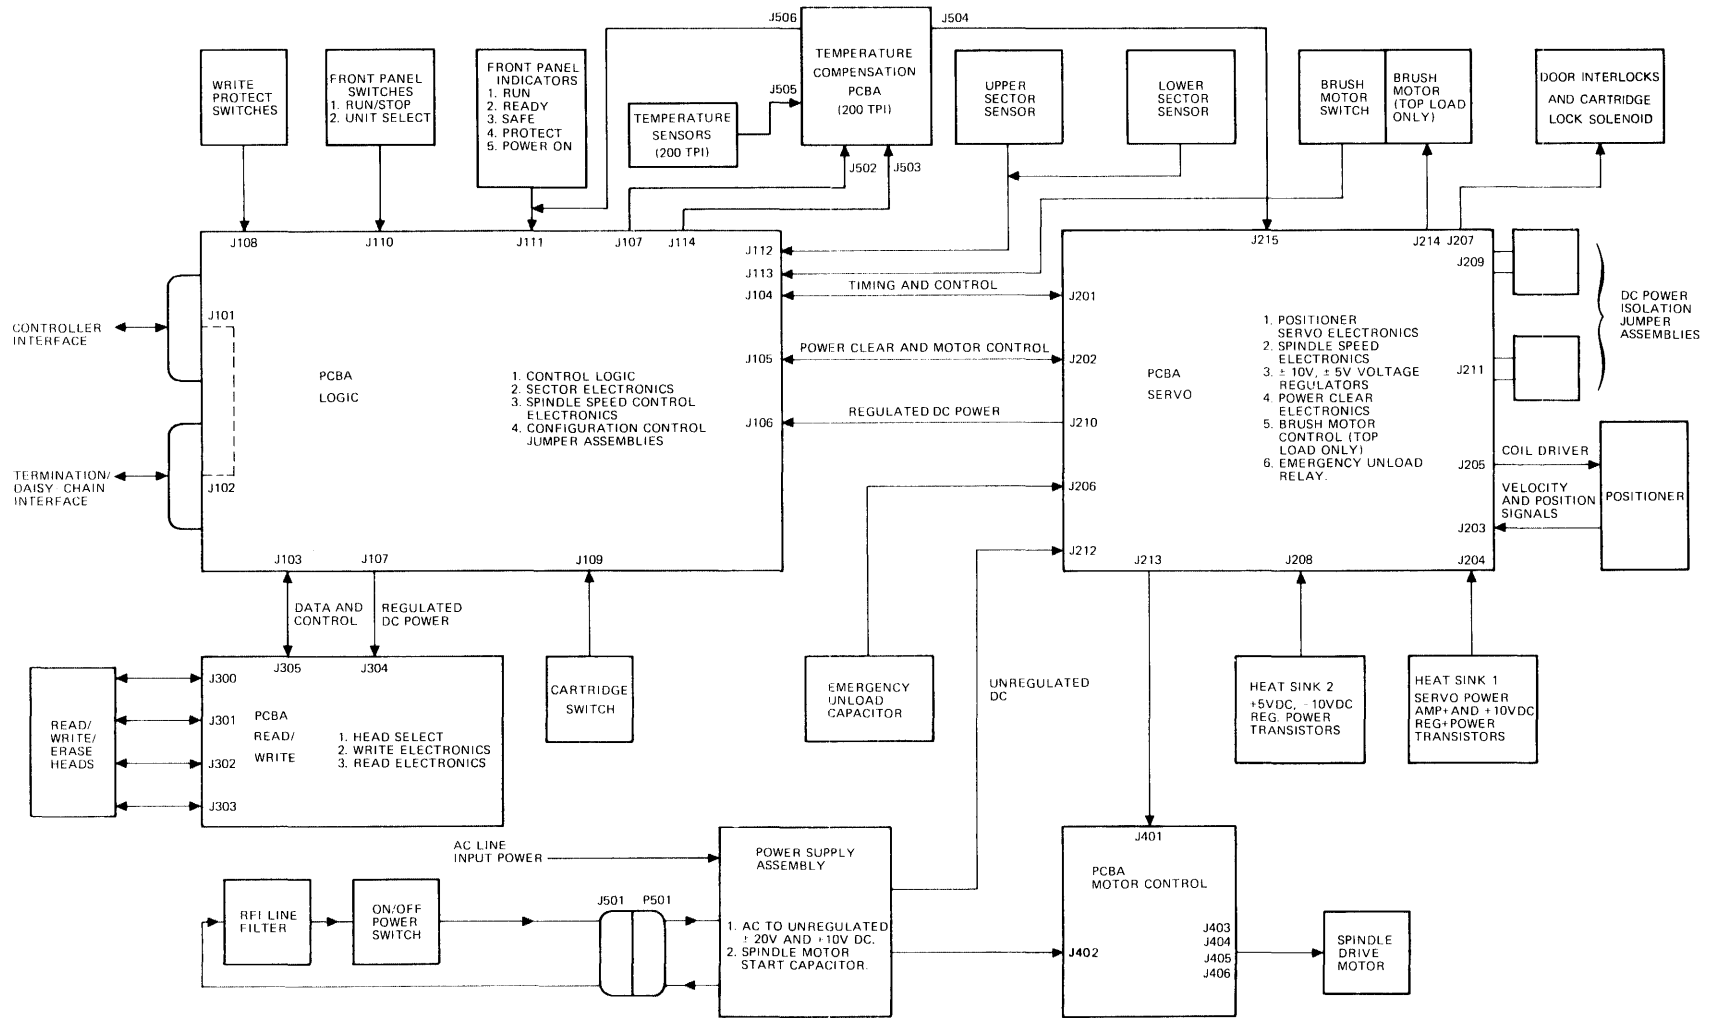 J506
J504
WRITE
PROTECT
SWITCHES
FRONT PANEL
SWITCHES
1. RUN/STOP
2. UNIT SELECT
FRONT PANEL
INDICATORS
1. RUN
2. READY
3. SAFE
4. PROTECT
5. POWER ON
J505
TEMPERATURE
SENSORS
(200 TPI)
TEMPERATURE
COMPENSATION
PCBA
(200 TPI)
J502
J503
UPPER
SECTOR
SENSOR
LOWER
SECTOR
SENSOR
BRUSH
MOTOR
SWITCH
BRUSH
MOTOR
(TOP LOAD
ONLY)
DOOR INTERLOCKS
AND CARTRIDGE
LOCK SOLENOID
J108
J110
J111
J107
J114
J112
J113
J104
TIMING AND CONTROL
J201
J215
J214
J207
J209
DC POWER
ISOLATION
JUMPER
ASSEMBLIES
J211
CONTROLLER
INTERFACE
J101
PCBA
LOGIC
1. CONTROL LOGIC
2. SECTOR ELECTRONICS
3. SPINDLE SPEED CONTROL
ELECTRONICS
4. CONFIGURATION CONTROL
JUMPER ASSEMBLIES
J105
POWER CLEAR AND MOTOR CONTROL
J202
J106
REGULATED DC POWER
J210
J206
J212
PCBA
SERVO
1. POSITIONER
SERVO ELECTRONICS
2. SPINDLE SPEED
ELECTRONICS
3. ± 10V, ± 5V VOLTAGE
REGULATORS
4. POWER CLEAR
ELECTRONICS
5. BRUSH MOTOR
CONTROL (TOP
LOAD ONLY)
6. EMERGENCY UNLOAD
RELAY.
J205
COIL DRIVER
VELOCITY
AND POSITION
SIGNALS
POSITIONER
J203
TERMINATION/
DAISY-CHAIN
INTERFACE
J102
J103
J107
J109
J213
J208
J204
DATA AND
CONTROL
REGULATED
DC POWER
J305
J304
READ/
WRITE/
ERASE
HEADS
J300
J301
J302
J303
PCBA
READ/
WRITE
1. HEAD SELECT
2. WRITE ELECTRONICS
3. READ ELECTRONICS
CARTRIDGE
SWITCH
EMERGENCY
UNLOAD
CAPACITOR
UNREGULATED
DC
HEAT SINK 2
+5VDC, -10VDC
REG. POWER
TRANSISTORS
HEAT SINK 1
SERVO POWER
AMP+AND +10VDC
REG+POWER
TRANSISTORS
AC LINE
INPUT POWER
POWER SUPPLY
ASSEMBLY
1. AC TO UNREGULATED
± 20V AND ±10V DC.
2. SPINDLE MOTOR
START CAPACITOR.
RFI LINE
FILTER
ON/OFF
POWER
SWITCH
J501
P501
J401
PCBA
MOTOR CONTROL
J402
J403
J404
J405
J406
SPINDLE
DRIVE
MOTOR